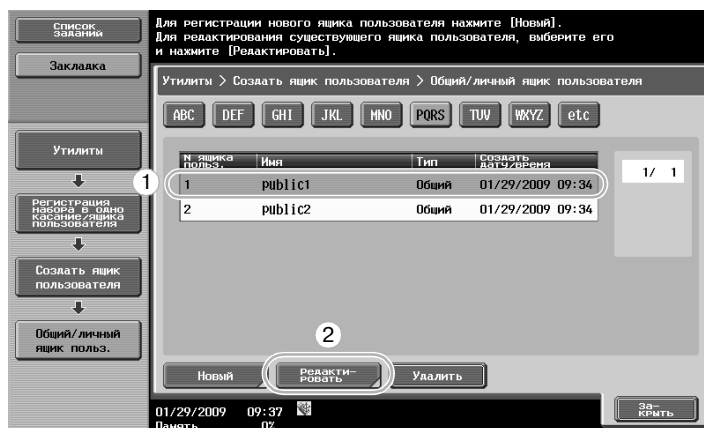 Список
заданий
Закладка
Для регистрации нового ящика пользователя нажмите [Новый].
Для редактирования существующего ящика пользователя, выберите его
и нажмите [Редактировать].
Утилиты > Создать ящик пользователя > Общий/личный ящик пользователя
ABC DEF GHI JKL MNO PQRS TUV WXYZ etc
Утилиты
Регистрация
набора в одно
касание/ящика
пользователя
Создать ящик
пользователя
Общий/личный
ящик польз.
N ящика
польз.
Имя
Тип
Создать
дату/время
1
1 public1 Общий 01/29/2009 09:34
2 public2 Общий 01/29/2009 09:34
1/ 1
2
Новый
Редакти-
ровать
Удалить
01/29/2009 09:37
Память 0%
За-
крыть